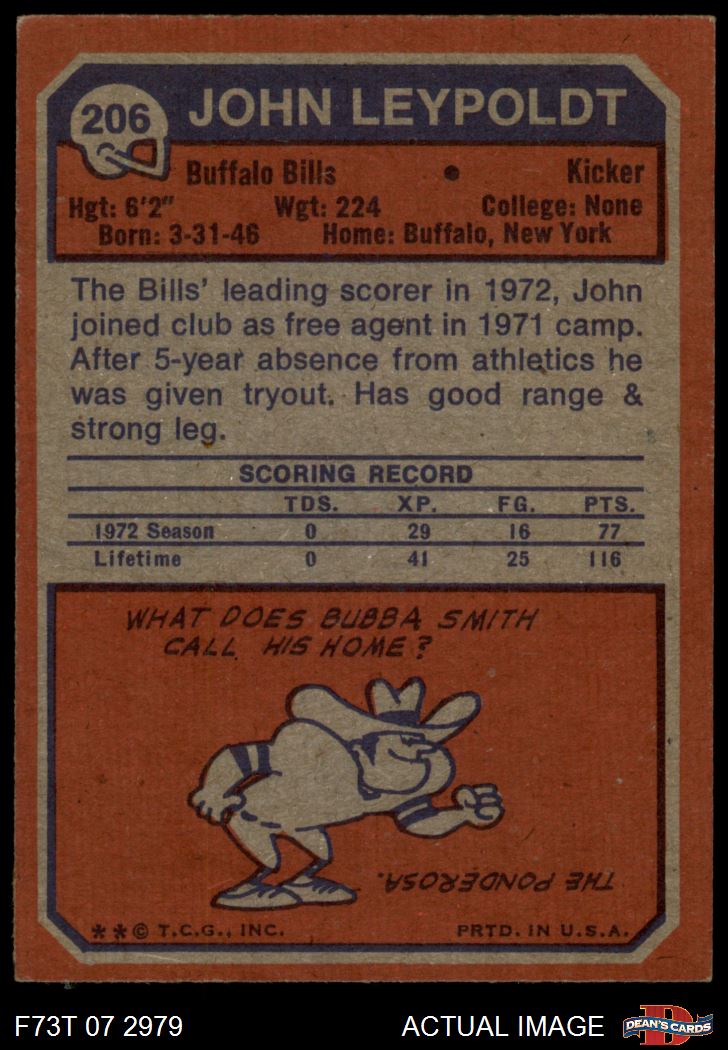 206 JOHN LEYPOLDT
Buffalo Bills • Kicker
Hgt: 6'2" Wgt: 224 College: None
Born: 3-31-46 Home: Buffalo, New York
The Bills' leading scorer in 1972, John
joined club as free agent in 1971 camp.
After 5-year absence from athletics he
was given tryout. Has good range &
strong leg.
SCORING RECORD
TDS. XP. FG. PTS.
1972 Season 0 29 16 77
Lifetime 0 41 25 116
WHAT DOES BUBBA SMITH
CALL HIS HOME?
THE PONDEROSA.
**© T.C.G., INC. PRTD. IN U.S.A.
F73T 07 2979 ACTUAL IMAGE D DEAN'S CARDS